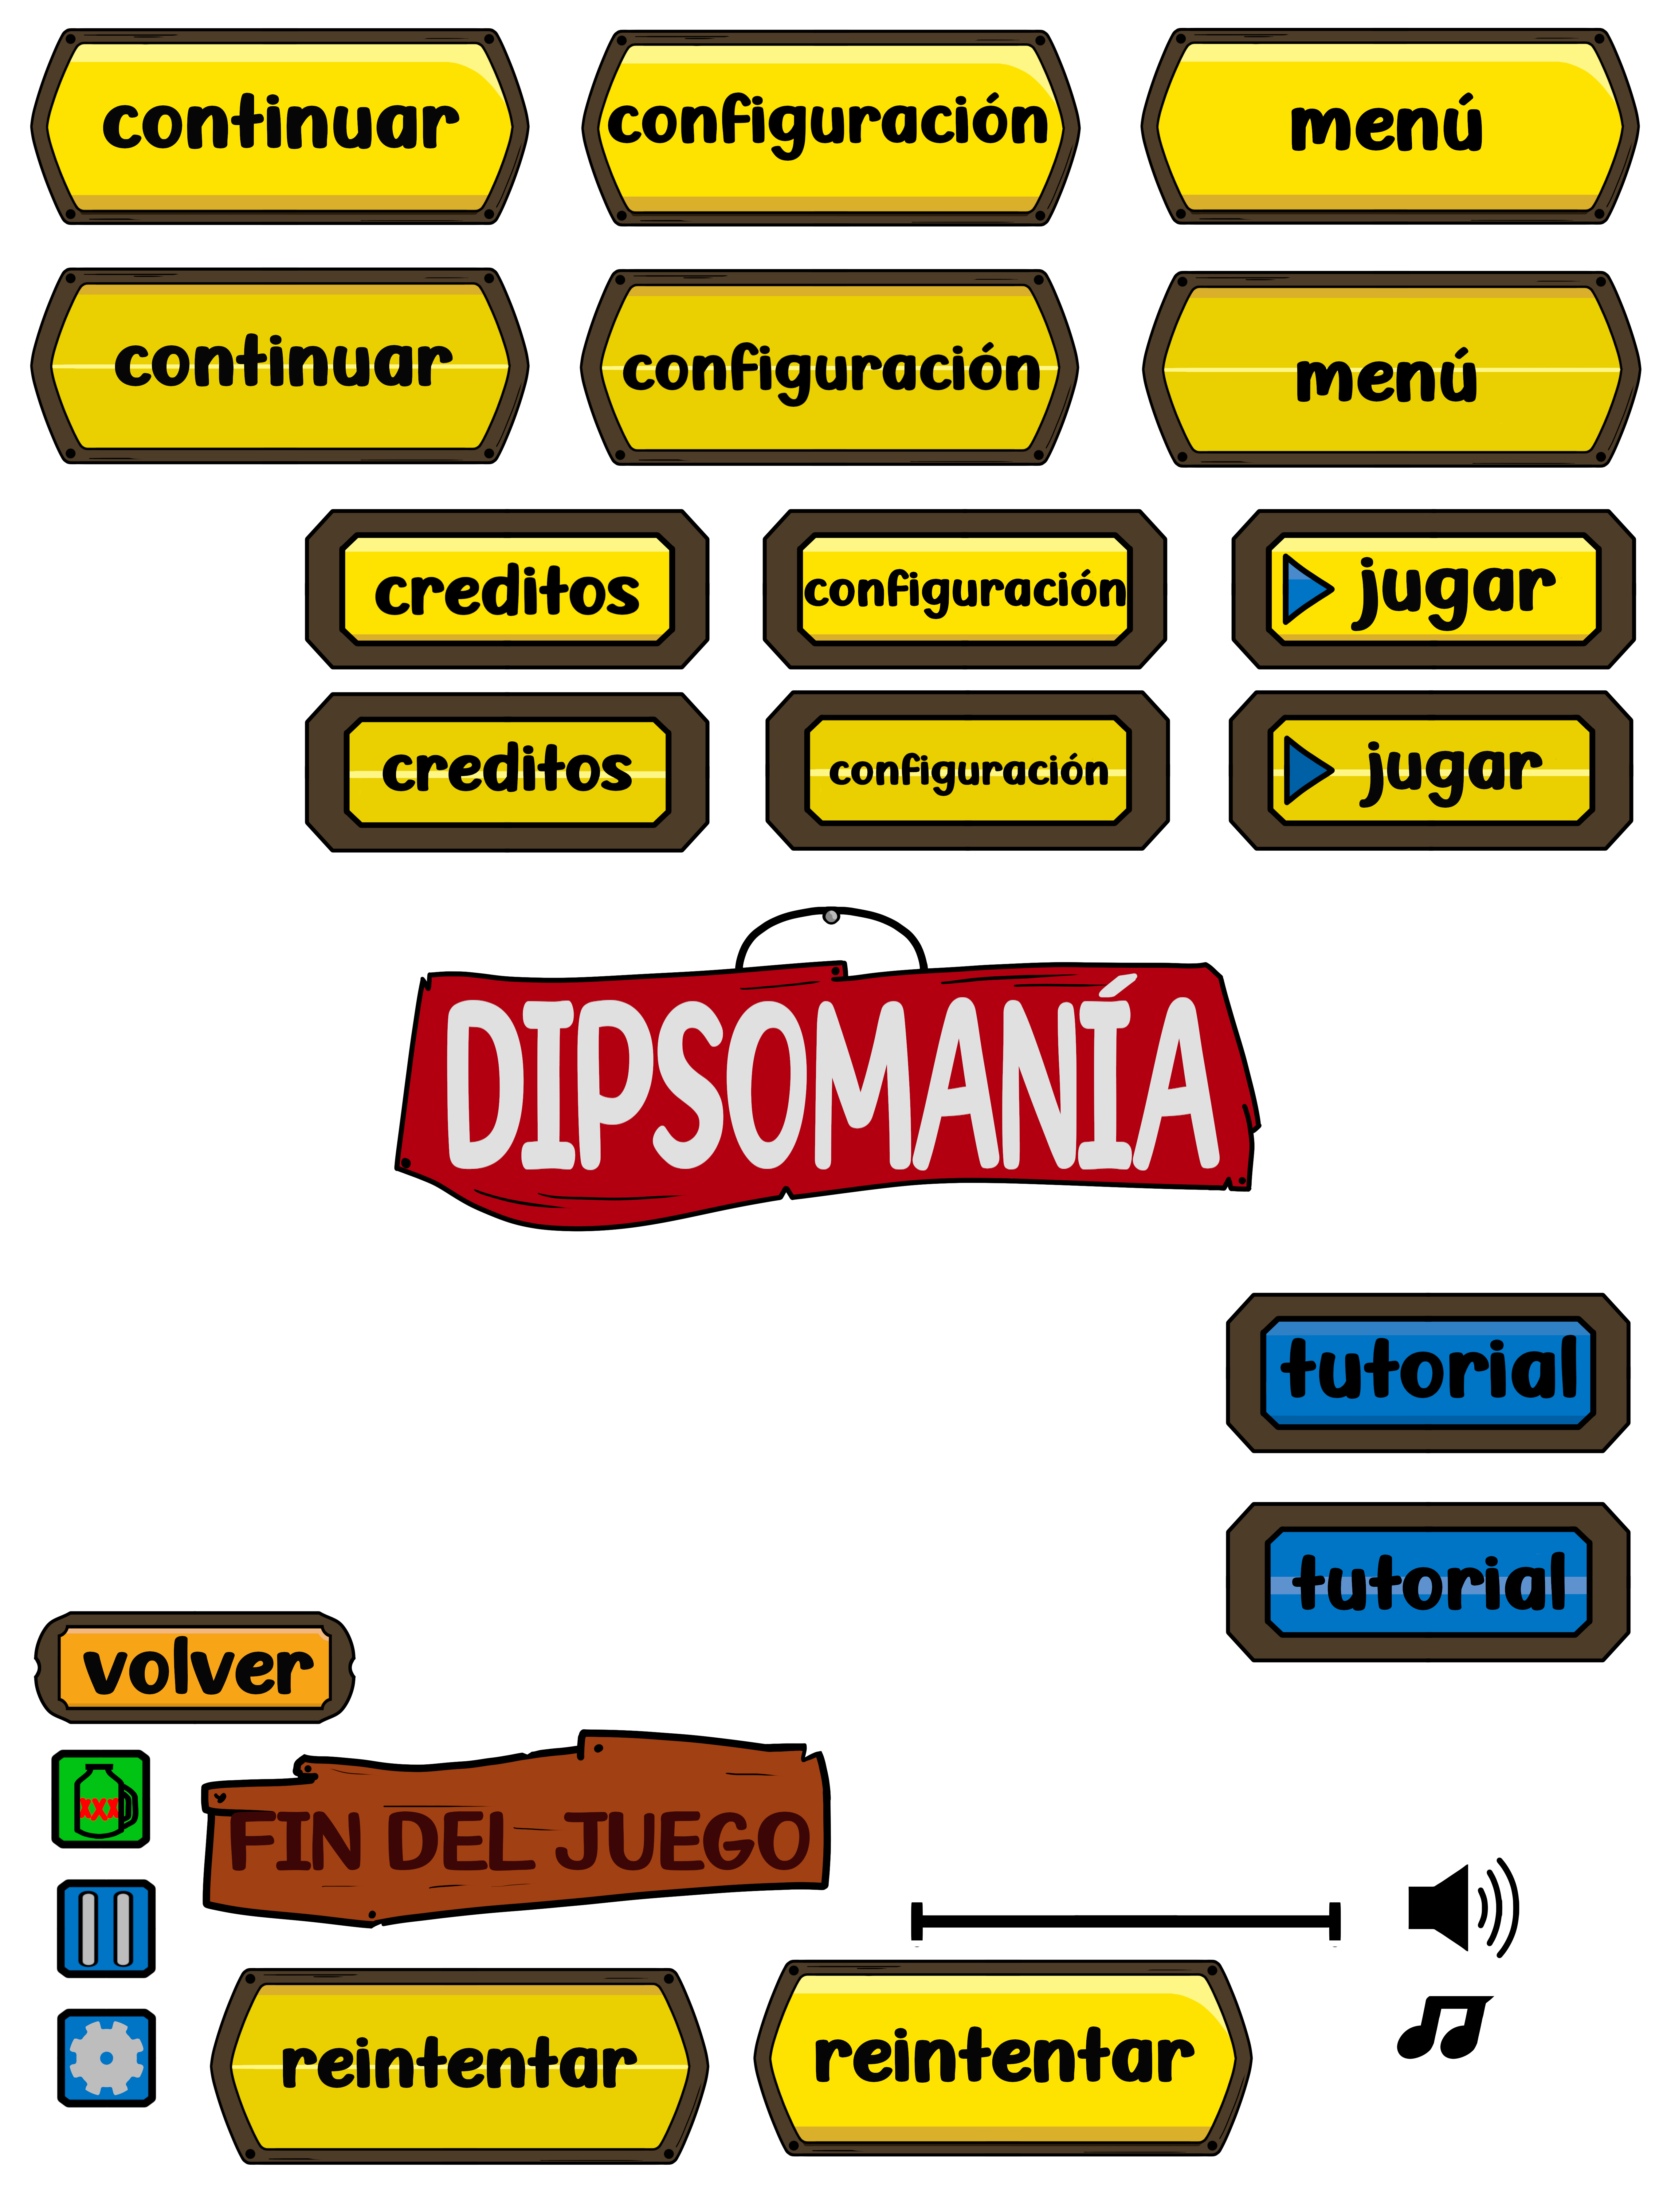 continuar configuración menú
continuar configuración menú
creditos configuración jugar
creditos configuración jugar
DIPSOMANÍA
tutorial
tutorial
volver
XXX
FIN DEL JUEGO
reintentar reintentar